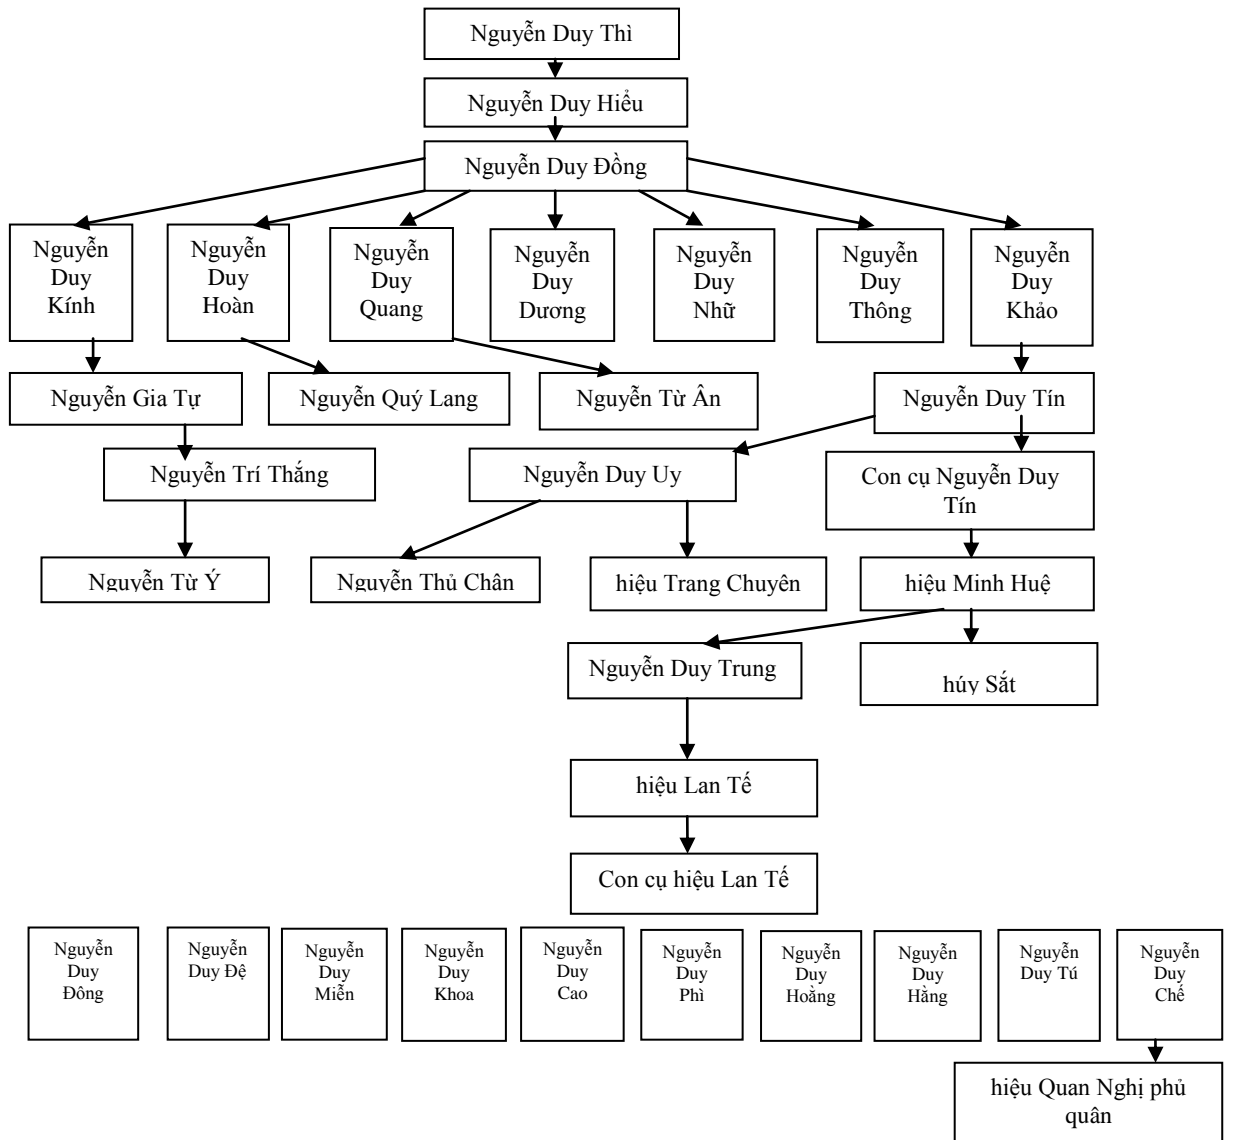 Nguyễn Duy Thì
Nguyễn Duy Hiểu
Nguyễn Duy Đồng
Nguyễn
Duy
Kính
Nguyễn
Duy
Hoàn
Nguyễn
Duy
Quang
Nguyễn
Duy
Dương
Nguyễn
Duy
Nhữ
Nguyễn
Duy
Thông
Nguyễn
Duy
Khảo
Nguyễn Gia Tự
Nguyễn Quý Lang
Nguyễn Từ Ân
Nguyễn Duy Tín
Nguyễn Trí Thắng
Nguyễn Duy Uy
Con cụ Nguyễn Duy
Tín
Nguyễn Từ Ý
Nguyễn Thủ Chân
hiệu Trang Chuyên
hiệu Minh Huệ
Nguyễn Duy Trung
húy Sắt
hiệu Lan Tế
Con cụ hiệu Lan Tế
Nguyễn
Duy
Đông
Nguyễn
Duy Đệ
Nguyễn
Duy
Miễn
Nguyễn
Duy
Khoa
Nguyễn
Duy
Cao
Nguyễn
Duy
Phì
Nguyễn
Duy
Hoằng
Nguyễn
Duy
Hằng
Nguyễn
Duy Tú
Nguyễn
Duy
Chế
hiệu Quan Nghị phủ
quân